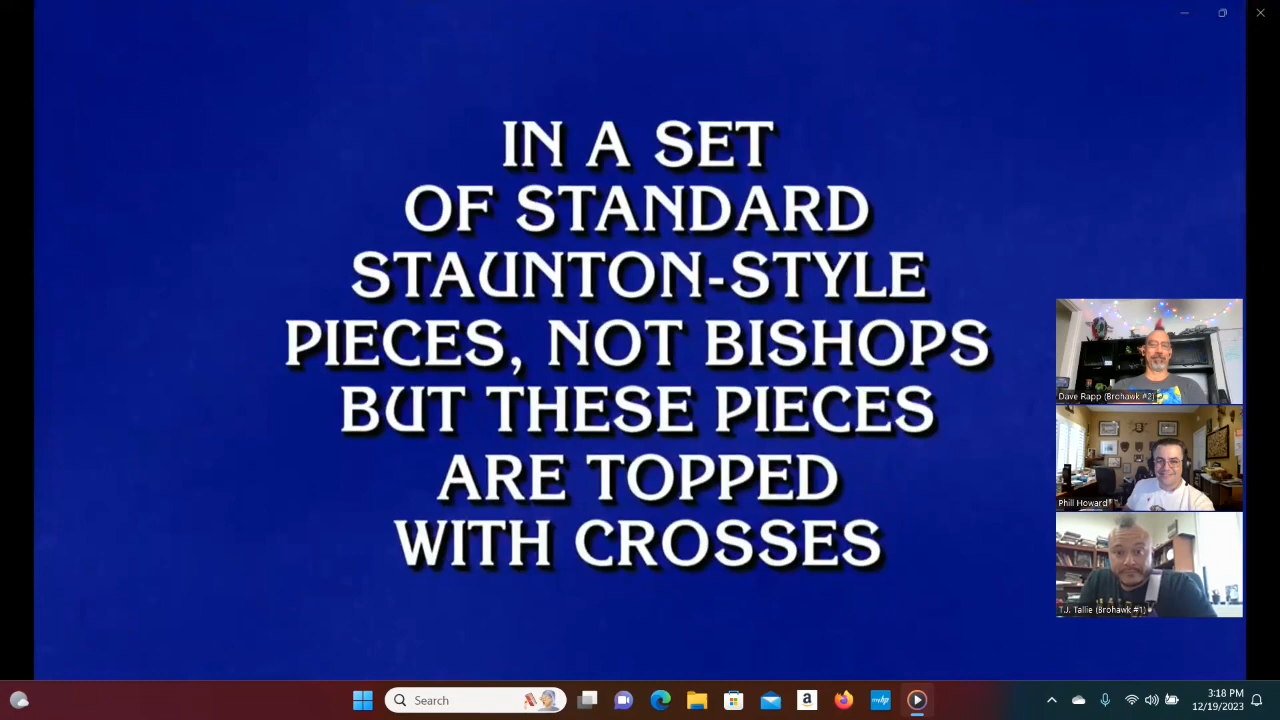 IN A SET
OF STANDARD
STAUNTON-STYLE
PIECES, NOT BISHOPS
BUT THESE PIECES
ARE TOPPED
WITH CROSSES
Dave Rapp (Brohawk #2)
Phill Howard
T.J. Tallie (Brohawk #1)
Search
a
myhp
3:18 PM
12/19/2023